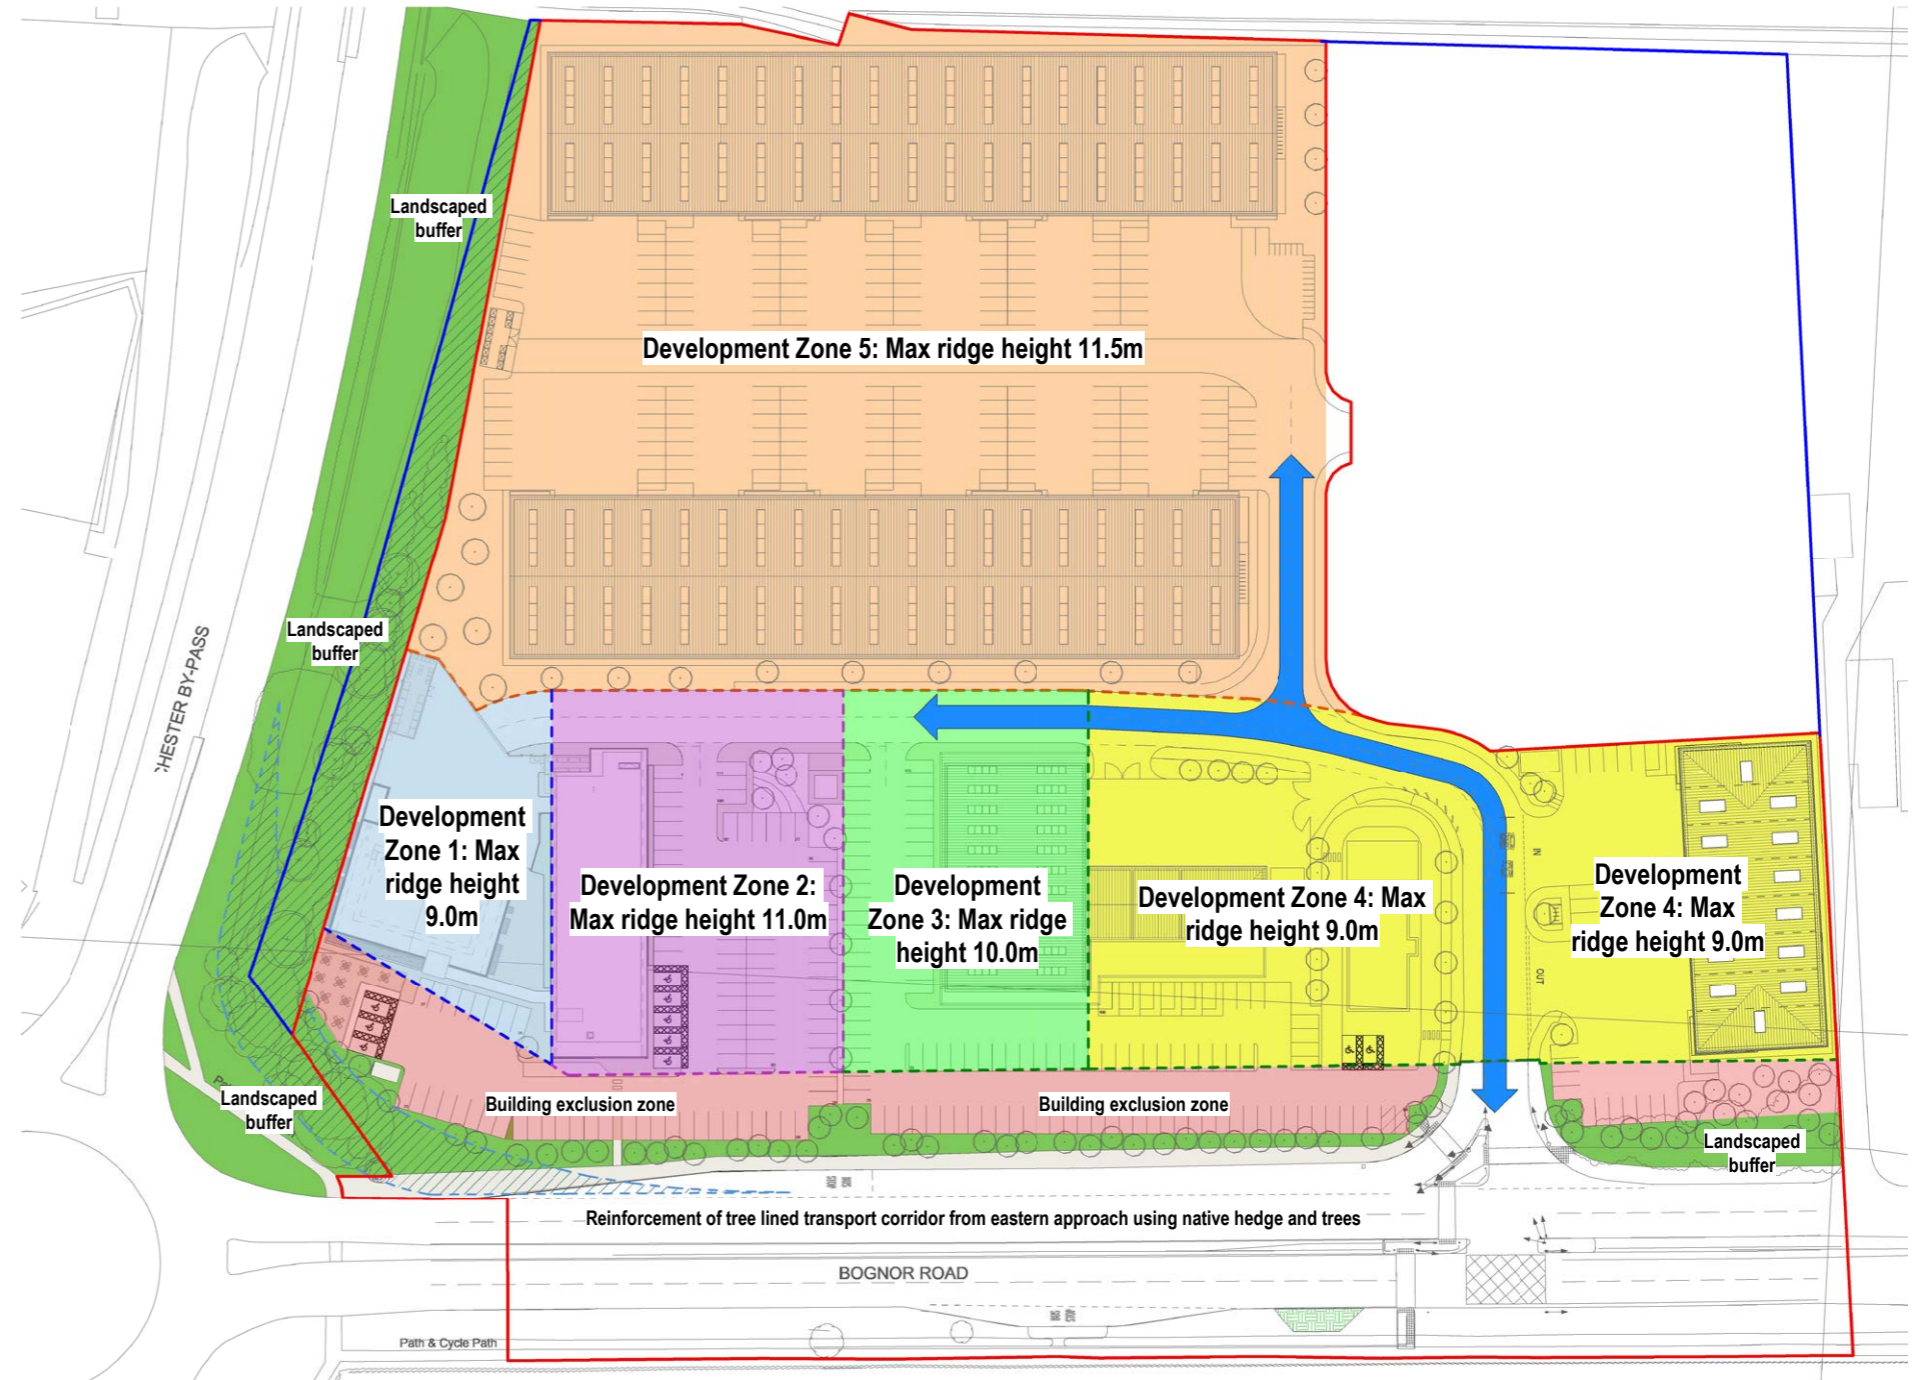 Landscaped
buffer
Development Zone 5: Max ridge height 11.5m
Landscaped
buffer
CHESTER BY-PASS
Development
Zone 1: Max
ridge height
9.0m
Development Zone 2:
Max ridge height 11.0m
Development
Zone 3: Max ridge
height 10.0m
Development Zone 4: Max
ridge height 9.0m
Development
Zone 4: Max
ridge height 9.0m
IN
OUT
Landscaped
buffer
Building exclusion zone
Building exclusion zone
Landscaped
buffer
BUS
STOP
Reinforcement of tree lined transport corridor from eastern approach using native hedge and trees
BOGNOR ROAD
BUS
STOP
Path & Cycle Path